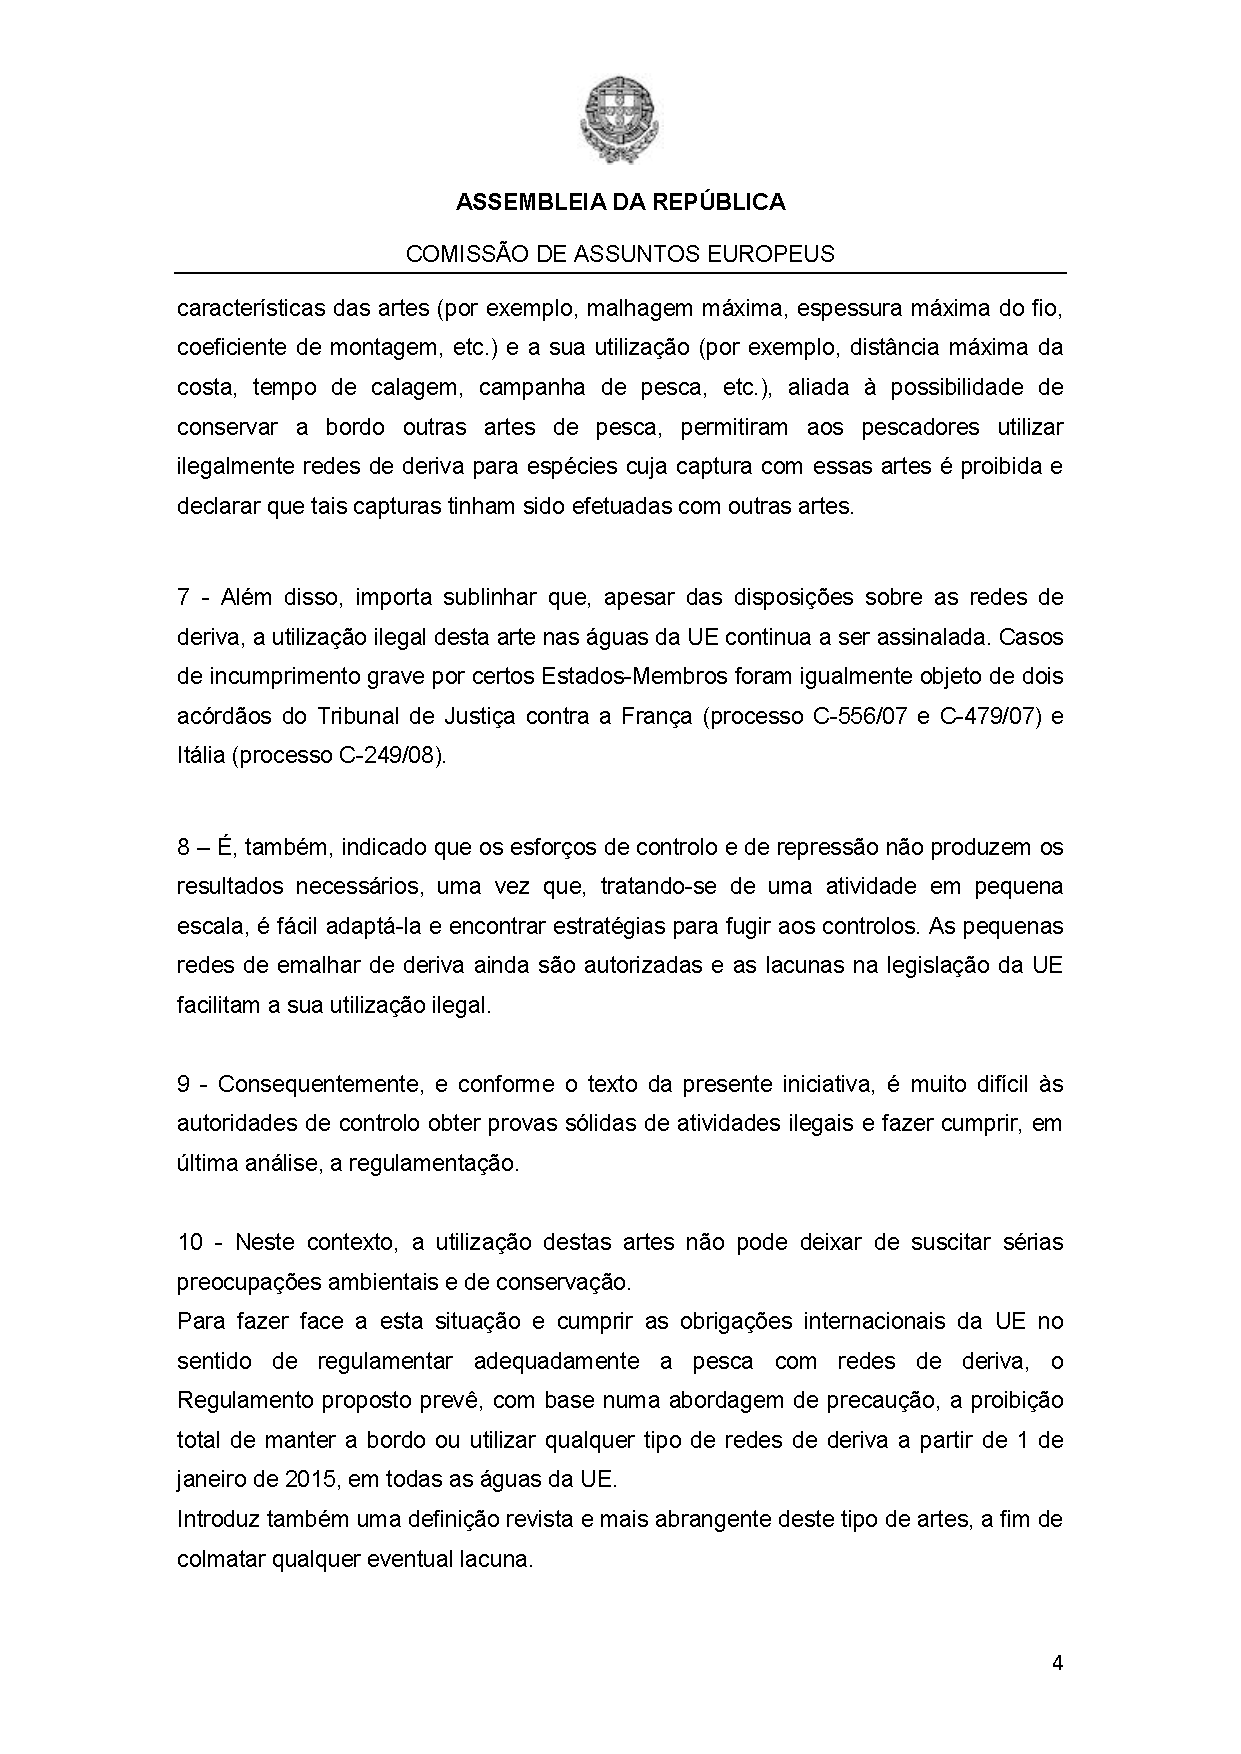 ASSEMBLEIA DA REPÚBLICA
COMISSÃO DE ASSUNTOS EUROPEUS
características das artes (por exemplo, malhagem máxima, espessura máxima do fio,
coeficiente de montagem, etc.) e a sua utilização (por exemplo, distância máxima da
costa, tempo de calagem, campanha de pesca, etc.), aliada à possibilidade de
conservar a bordo outras artes de pesca, permitiram aos pescadores utilizar
ilegalmente redes de deriva para espécies cuja captura com essas artes é proibida e
declarar que tais capturas tinham sido efetuadas com outras artes.
7 - Além disso, importa sublinhar que, apesar das disposições sobre as redes de
deriva, a utilização ilegal desta arte nas águas da UE continua a ser assinalada. Casos
de incumprimento grave por certos Estados-Membros foram igualmente objeto de dois
acórdãos do Tribunal de Justiça contra a França (processo C-556/07 e C-479/07) e
Itália (processo C-249/08).
8 – É, também, indicado que os esforços de controlo e de repressão não produzem os
resultados necessários, uma vez que, tratando-se de uma atividade em pequena
escala, é fácil adaptá-la e encontrar estratégias para fugir aos controlos. As pequenas
redes de emalhar de deriva ainda são autorizadas e as lacunas na legislação da UE
facilitam a sua utilização ilegal.
9 - Consequentemente, e conforme o texto da presente iniciativa, é muito difícil às
autoridades de controlo obter provas sólidas de atividades ilegais e fazer cumprir, em
última análise, a regulamentação.
10 - Neste contexto, a utilização destas artes não pode deixar de suscitar sérias
preocupações ambientais e de conservação.
Para fazer face a esta situação e cumprir as obrigações internacionais da UE no
sentido de regulamentar adequadamente a pesca com redes de deriva, o
Regulamento proposto prevê, com base numa abordagem de precaução, a proibição
total de manter a bordo ou utilizar qualquer tipo de redes de deriva a partir de 1 de
janeiro de 2015, em todas as águas da UE.
Introduz também uma definição revista e mais abrangente deste tipo de artes, a fim de
colmatar qualquer eventual lacuna.
4